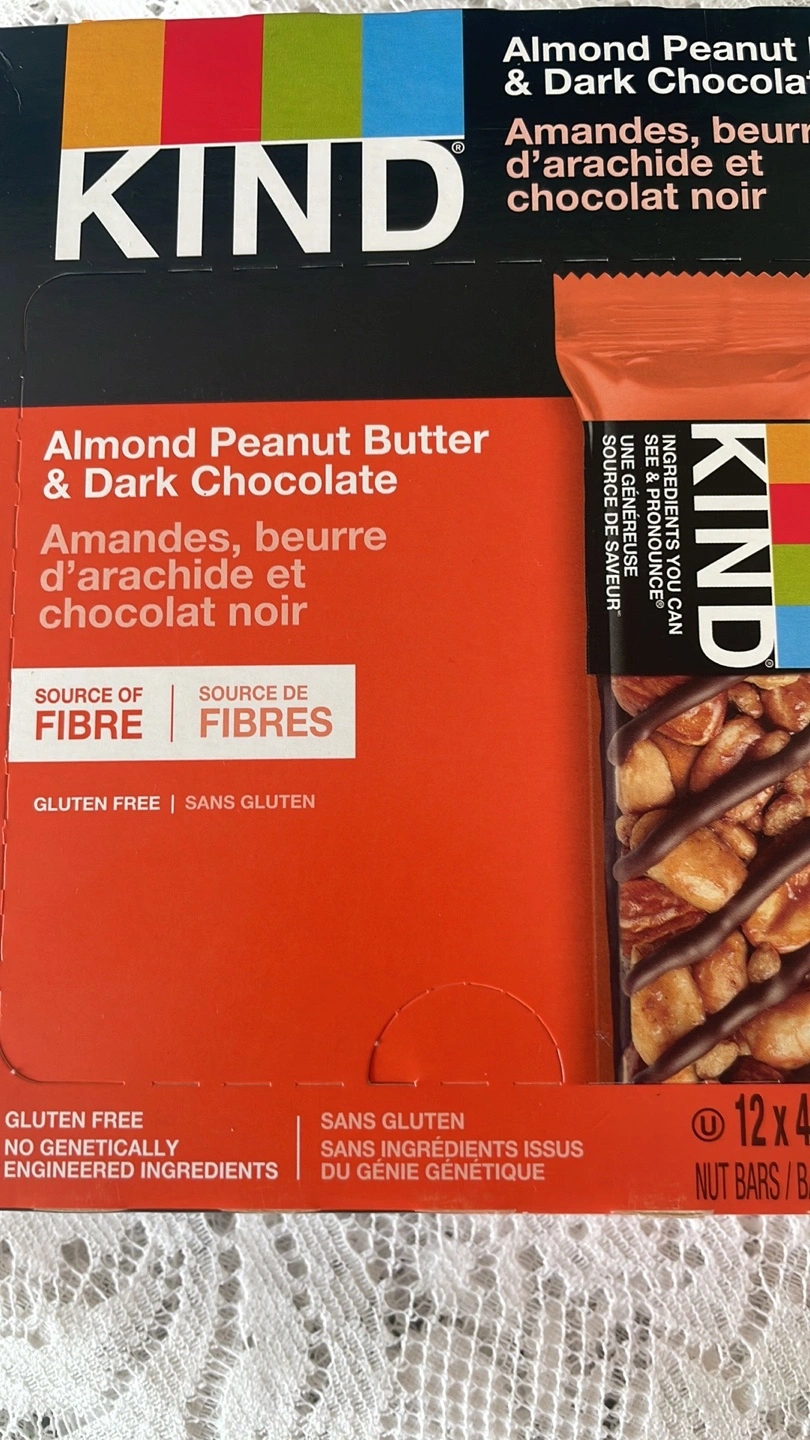 KIND®
Almond Peanut
& Dark
Amandes,
d'arachide et
chocolat noir
Almond Peanut Butter
& Dark Chocolate
Amandes, beurre
d'arachide et
chocolat noir
SOURCE OF
FIBRE
SOURCE DE
FIBRES
GLUTEN FREE | SANS GLUTEN
KIND®
INGREDIENTS YOU CAN
SEE & PRONOUNCE®
UNE GÉNÉREUSE
SOURCE DE SAVEUR
GLUTEN FREE
NO GENETICALLY
ENGINEERED INGREDIENTS
SANS GLUTEN
SANS INGRÉDIENTS ISSUS
DU GÉNIE GÉNÉTIQUE
U 12 x
NUT BARS /